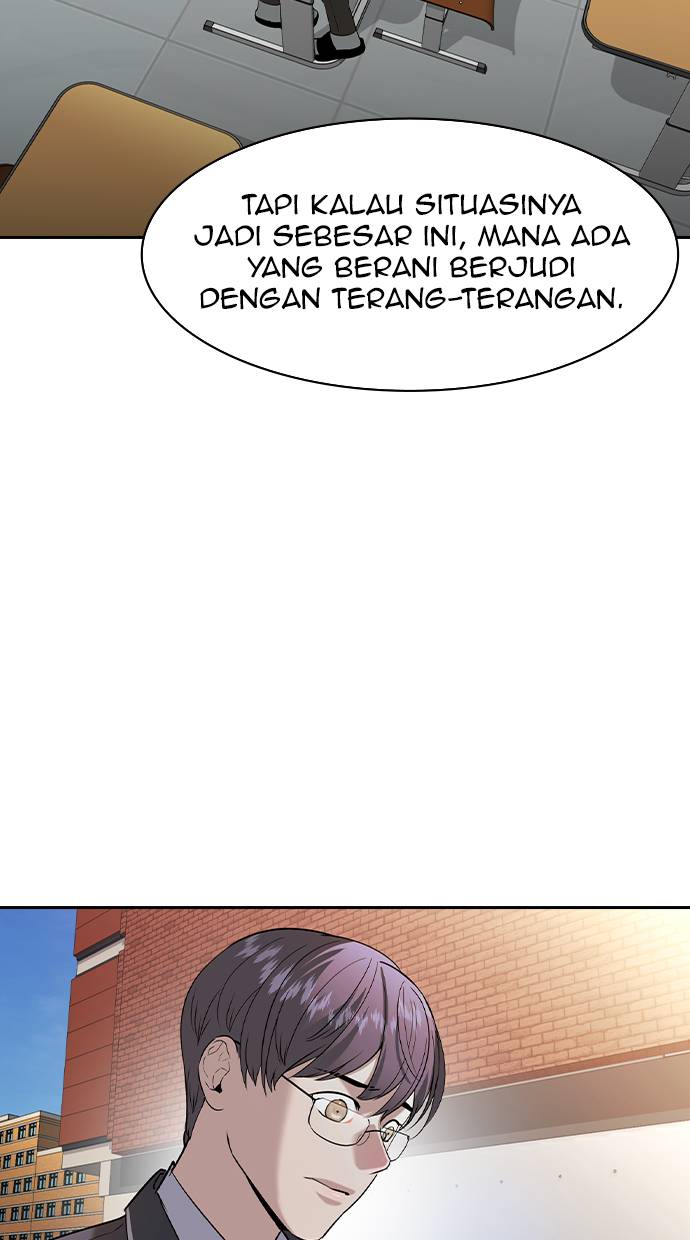 TAPI KALAU SITUASINYA
JADI SEBESAR INI, MANA ADA
YANG BERANI BERJUDI
DENGAN TERANG-TERANGAN.